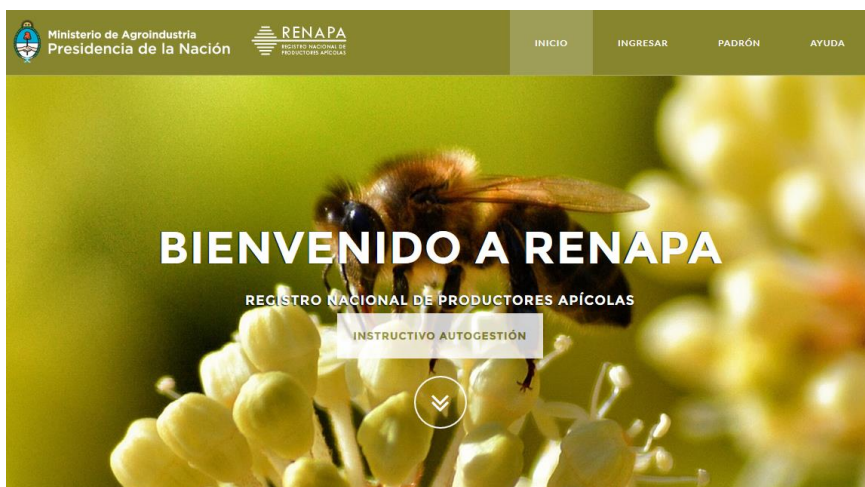 Ministerio de Agroindustria
Presidencia de la Nación
RENAPA
REGISTRO NACIONAL DE
PRODUCTORES APÍCOLAS
INICIO
INGRESAR
PADRÓN
AYUDA
BIENVENIDO A RENAPA
REGISTRO NACIONAL DE PRODUCTORES APÍCOLAS
INSTRUCTIVO AUTOGESTIÓN